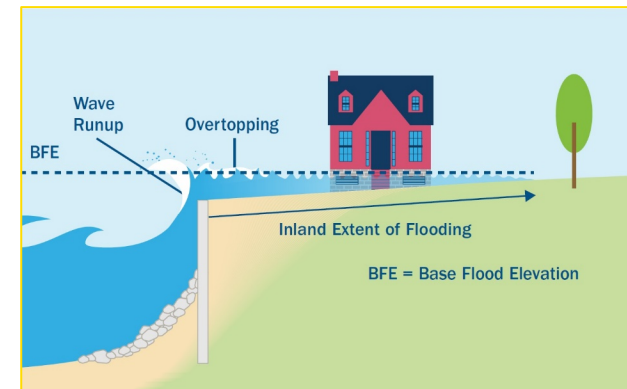 Wave
Runup
Overtopping
BFE
Inland Extent of Flooding
BFE = Base Flood Elevation